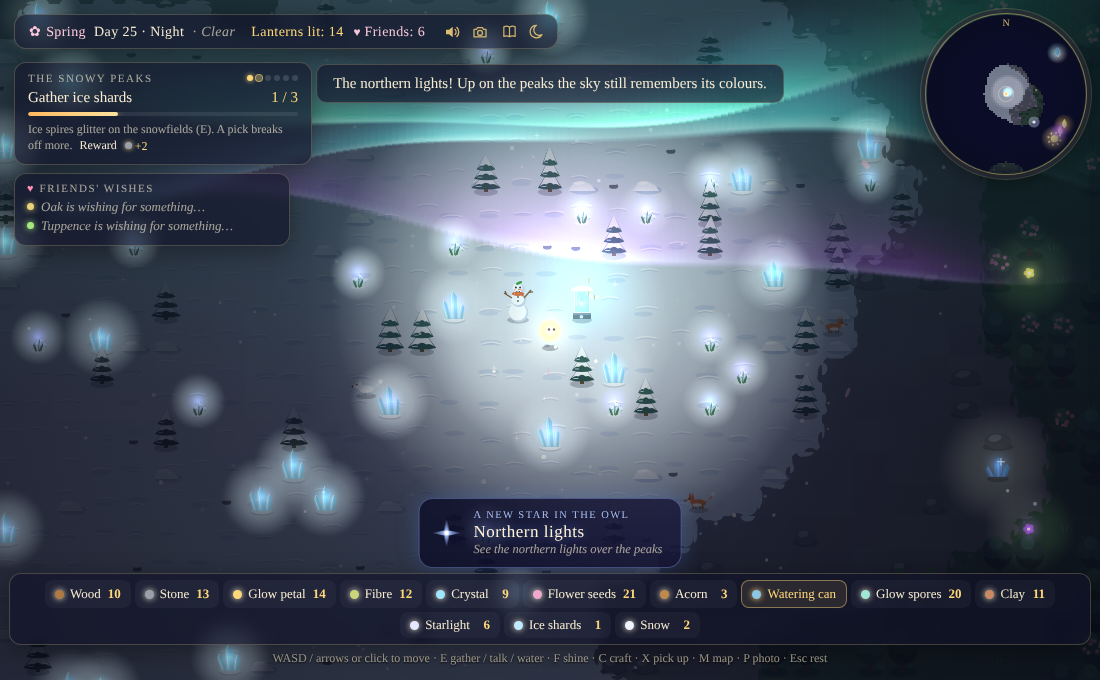 ✿ Spring Day 25 · Night · Clear Lanterns lit: 14 ♥ Friends: 6
N
THE SNOWY PEAKS
Gather ice shards 1 / 3
Ice spires glitter on the snowfields (E). A pick breaks
off more. Reward +2
The northern lights! Up on the peaks the sky still remembers its colours.
♥ FRIENDS' WISHES
Oak is wishing for something…
Tuppence is wishing for something…
A NEW STAR IN THE OWL
Northern lights
See the northern lights over the peaks
Wood 10 Stone 13 Glow petal 14 Fibre 12 Crystal 9 Flower seeds 21 Acorn 3 Watering can Glow spores 20 Clay 11
Starlight 6 Ice shards 1 Snow 2
WASD / arrows or click to move · E gather / talk / water · F shine · C craft · X pick up · M map · P photo · Esc rest